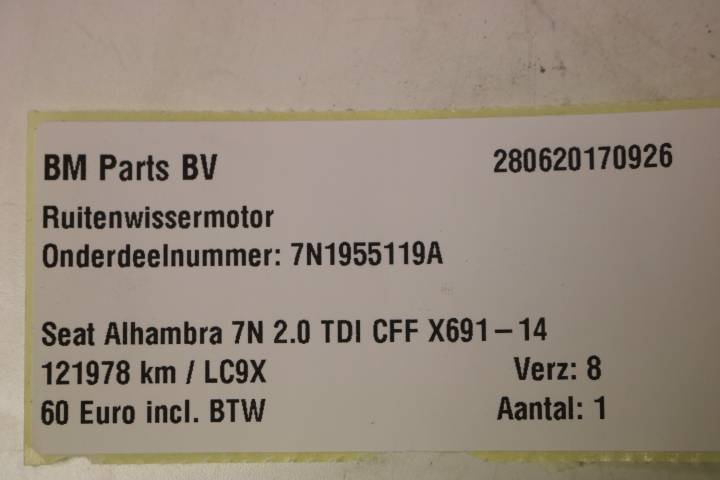 BM Parts BV 280620170926
Ruitenwissermotor
Onderdeelnummer: 7N1955119A
Seat Alhambra 7N 2.0 TDI CFF X691-14
121978 km / LC9X Verz: 8
60 Euro incl. BTW Aantal: 1